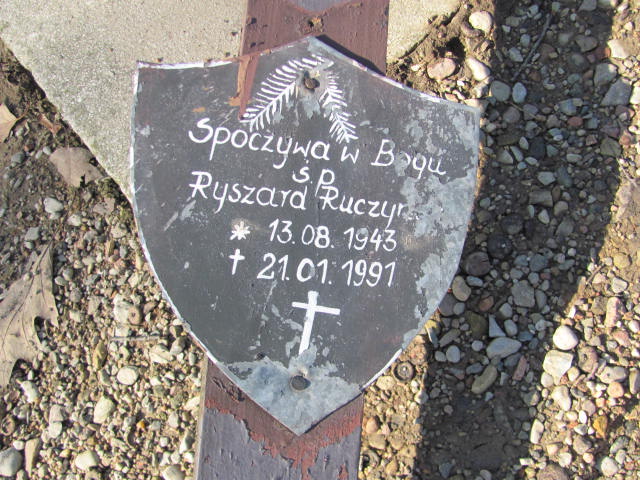 Spoczywa w Bogu
ś.p.
Ryszard
* 13.08.1943
† 21.01.1991